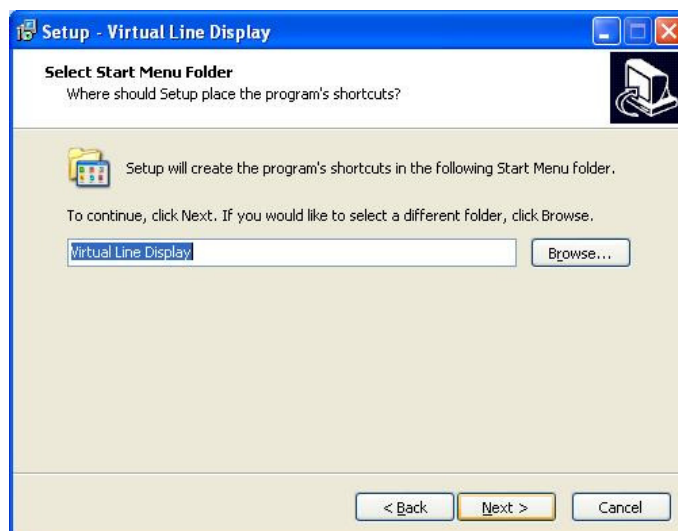 Setup - Virtual Line Display
Select Start Menu Folder
Where should Setup place the program's shortcuts?
Setup will create the program's shortcuts in the following Start Menu folder.
To continue, click Next. If you would like to select a different folder, click Browse.
Virtual Line Display
Browse...
< Back
Next >
Cancel